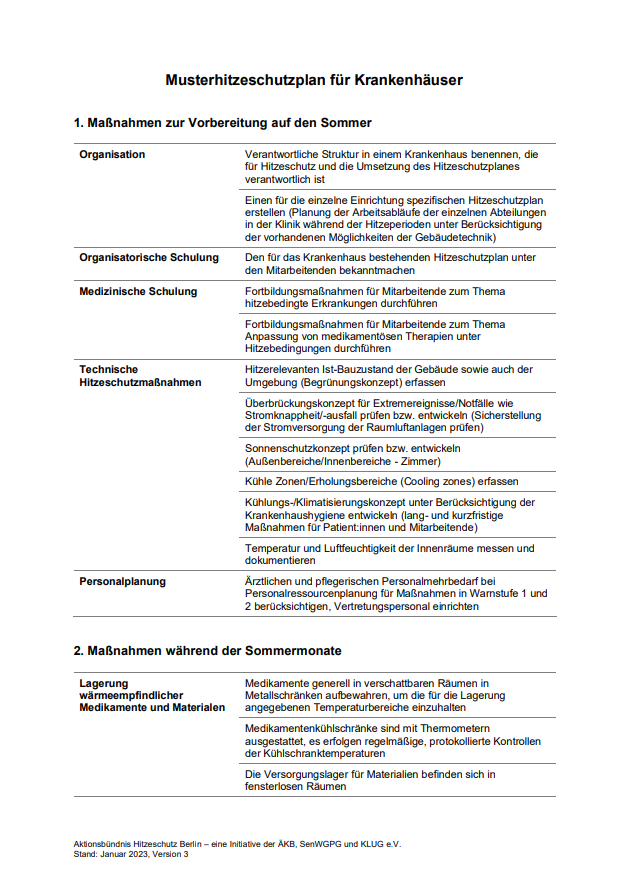 Musterhitzeschutzplan für Krankenhäuser
1. Maßnahmen zur Vorbereitung auf den Sommer
Organisation
Verantwortliche Struktur in einem Krankenhaus benennen, die
für Hitzeschutz und die Umsetzung des Hitzeschutzplanes
verantwortlich ist
Einen für die einzelne Einrichtung spezifischen Hitzeschutzplan
erstellen (Planung der Arbeitsabläufe der einzelnen Abteilungen
in der Klinik während der Hitzeperioden unter Berücksichtigung
der vorhandenen Möglichkeiten der Gebäudetechnik)
Organisatorische Schulung
Den für das Krankenhaus bestehenden Hitzeschutzplan unter
den Mitarbeitenden bekanntmachen
Medizinische Schulung
Fortbildungsmaßnahmen für Mitarbeitende zum Thema
hitzebedingte Erkrankungen durchführen
Fortbildungsmaßnahmen für Mitarbeitende zum Thema
Anpassung von medikamentösen Therapien unter
Hitzebedingungen durchführen
Technische
Hitzeschutzmaßnahmen
Hitzerelevanten Ist-Bauzustand der Gebäude sowie auch der
Umgebung (Begrünungskonzept) erfassen
Überbrückungskonzept für Extremereignisse/Notfälle wie
Stromknappheit/-ausfall prüfen bzw. entwickeln (Sicherstellung
der Stromversorgung der Raumluftanlagen prüfen)
Sonnenschutzkonzept prüfen bzw. entwickeln
(Außenbereiche/Innenbereiche - Zimmer)
Kühle Zonen/Erholungsbereiche (Cooling zones) erfassen
Kühlungs-/Klimatisierungskonzept unter Berücksichtigung der
Krankenhaushygiene entwickeln (lang- und kurzfristige
Maßnahmen für Patient:innen und Mitarbeitende)
Temperatur und Luftfeuchtigkeit der Innenräume messen und
dokumentieren
Personalplanung
Ärztlichen und pflegerischen Personalmehrbedarf bei
Personalressourcenplanung für Maßnahmen in Warnstufe 1 und
2 berücksichtigen, Vertretungspersonal einrichten
2. Maßnahmen während der Sommermonate
Lagerung
wärmeempfindlicher
Medikamente und Materialen
Medikamente generell in verschattbaren Räumen in
Metallschränken aufbewahren, um die für die Lagerung
angegebenen Temperaturbereiche einzuhalten
Medikamentenkühlschränke sind mit Thermometern
ausgestattet, es erfolgen regelmäßige, protokollierte Kontrollen
der Kühlschranktemperaturen
Die Versorgungslager für Materialien befinden sich in
fensterlosen Räumen
Aktionsbündnis Hitzeschutz Berlin – eine Initiative der ÄKB, SenWGPG und KLUG e.V.
Stand: Januar 2023, Version 3